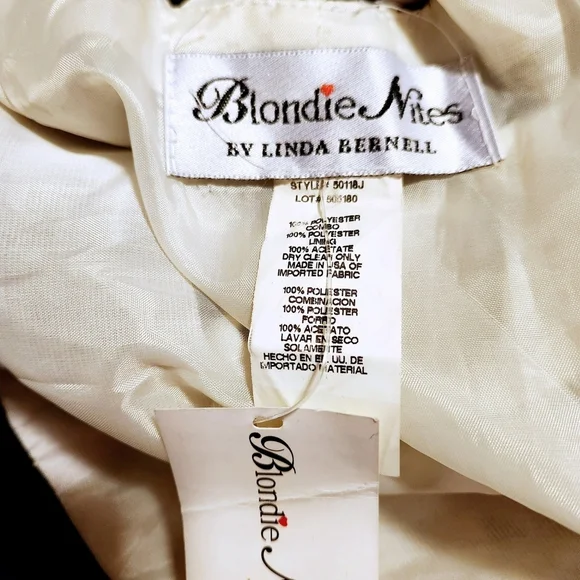 Blondie Nites
BY LINDA BERNELL
STYLE# 50118J
LOT# 500180
100% POLYESTER
COMBO
100% POLYESTER
LINING
100% ACETATE
DRY CLEAN ONLY
MADE IN USA OF
IMPORTED FABRIC
100% POLIESTER
COMBINACION
100% POLIESTER
FORRO
100% ACETATO
LAVAR EN SECO
SOLAMENTE
HECHO EN EE. UU. DE
IMPORTADO MATERIAL
Blondie N